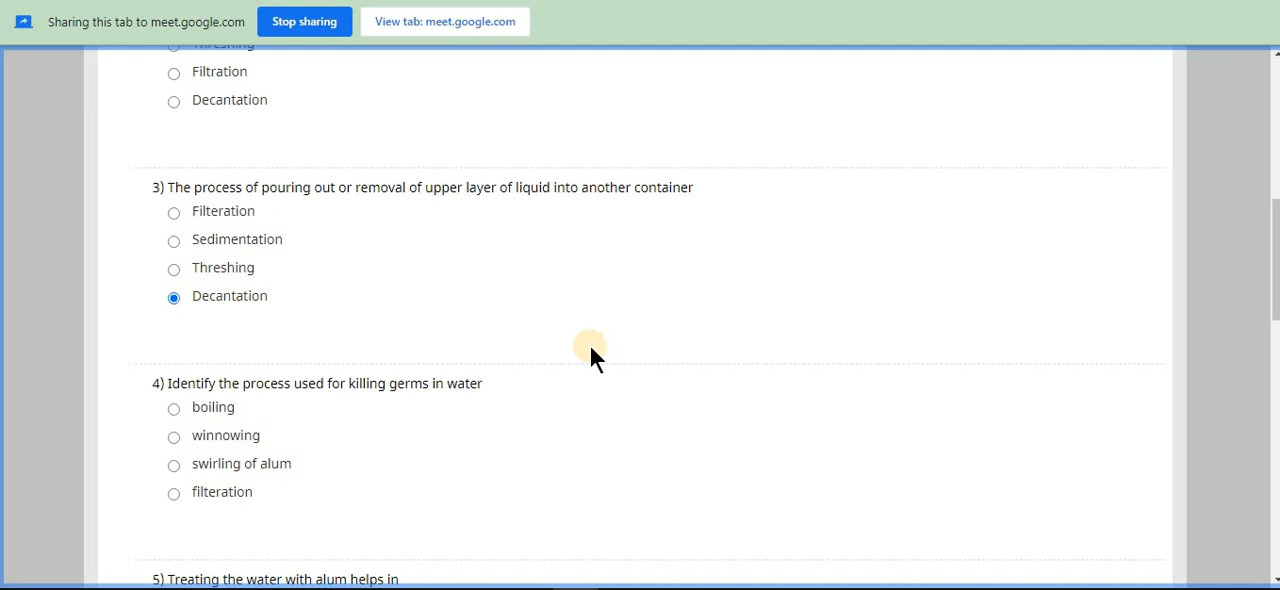 Sharing this tab to meet.google.com
Stop sharing
View tab: meet.google.com
Filtration
Decantation
3) The process of pouring out or removal of upper layer of liquid into another container
Filteration
Sedimentation
Threshing
Decantation
4) Identify the process used for killing germs in water
boiling
winnowing
swirling of alum
filteration
5) Treating the water with alum helps in